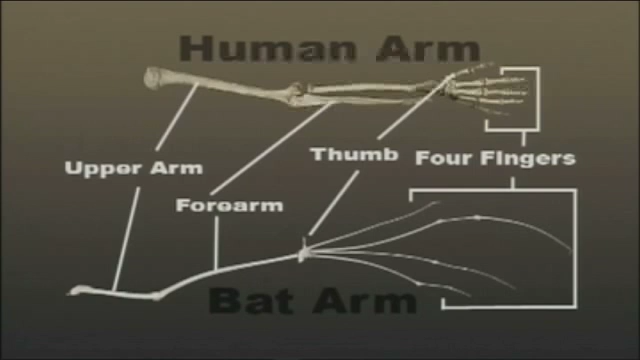 Human Arm
Thumb
Four Fingers
Upper Arm
Forearm
Bat Arm